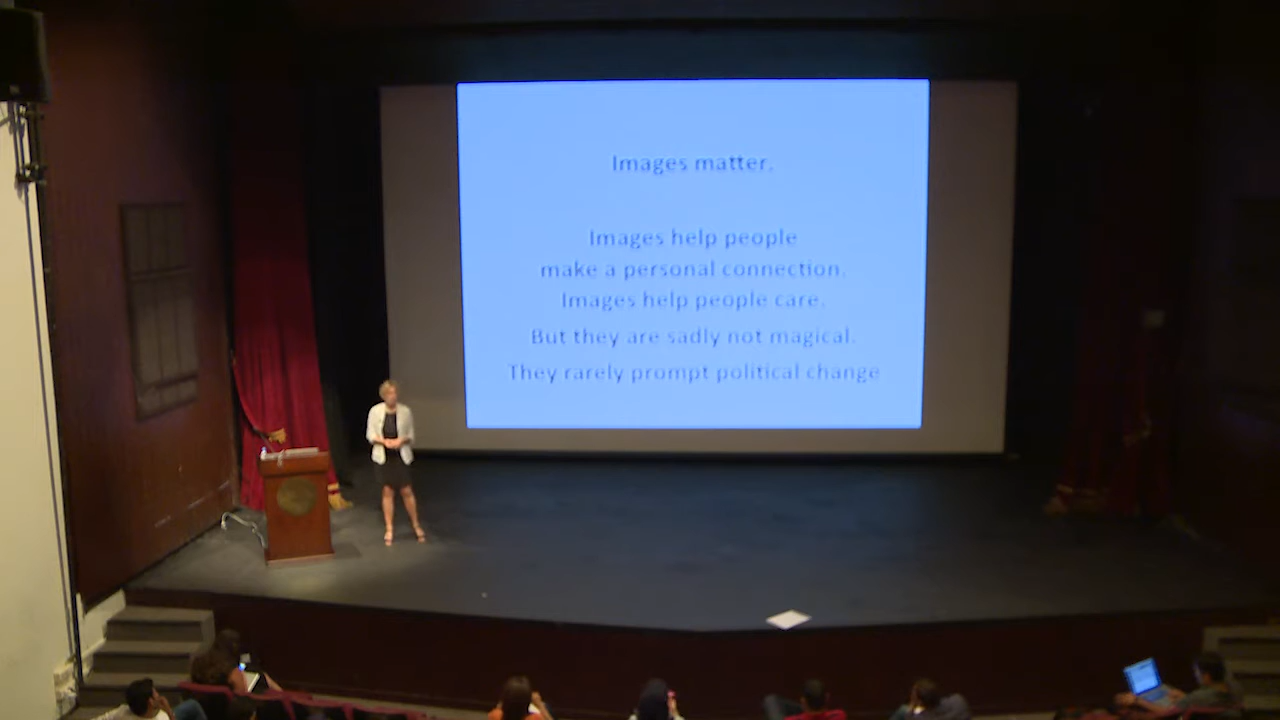 Images matter.
Images help people
make a personal connection.
Images help people care.
But they are sadly not magical.
They rarely prompt political change